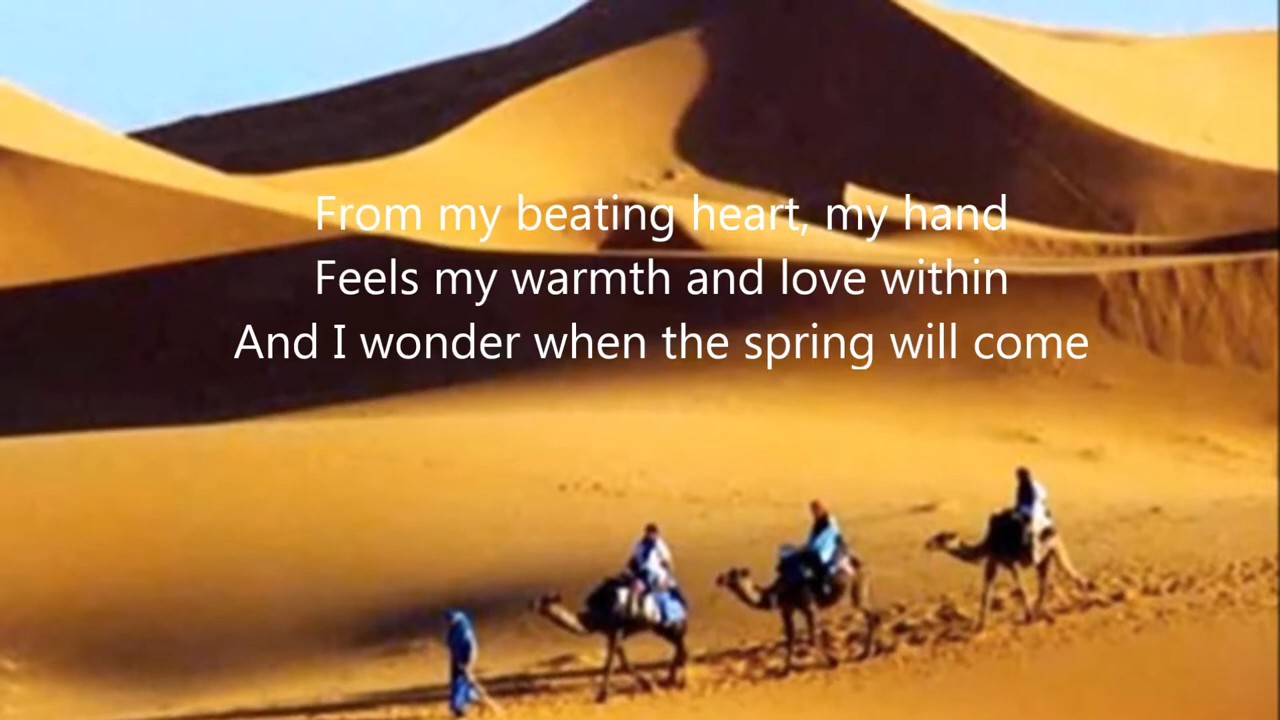 From my beating heart, my hand
Feels my warmth and love within
And I wonder when the spring will come